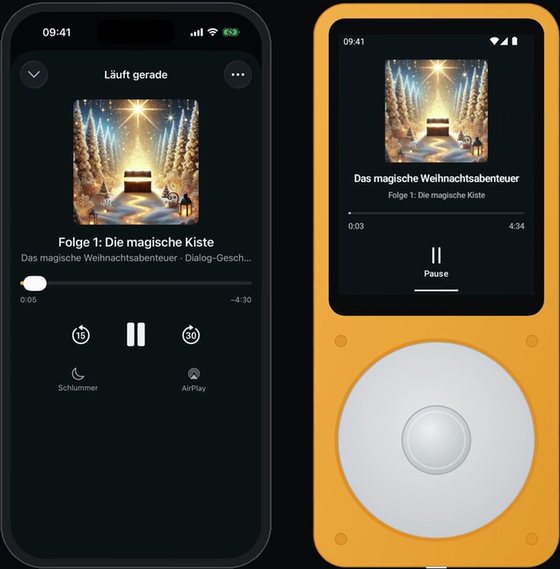 09:41
Läuft gerade
Folge 1: Die magische Kiste
Das magische Weihnachtsabenteuer · Dialog-Gesch...
0:05
–4:30
15
30
Schlummer
AirPlay
09:41
Das magische Weihnachtsabenteuer
Folge 1: Die magische Kiste
0:03
4:34
Pause